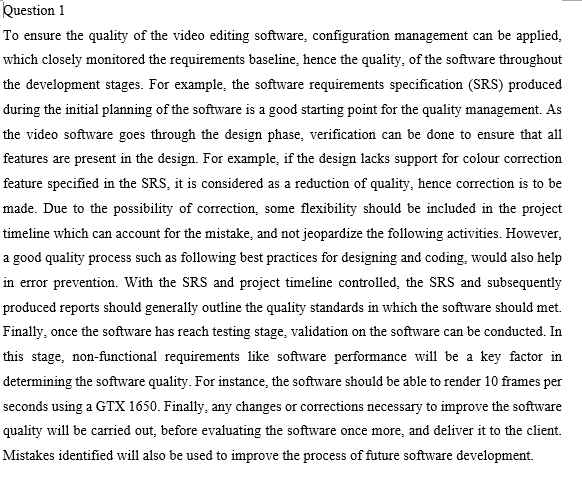 Question 1
To ensure the quality of the video editing software, configuration management can be applied,
which closely monitored the requirements baseline, hence the quality, of the software throughout
the development stages. For example, the software requirements specification (SRS) produced
during the initial planning of the software is a good starting point for the quality management. As
the video software goes through the design phase, verification can be done to ensure that all
features are present in the design. For example, if the design lacks support for colour correction
feature specified in the SRS, it is considered as a reduction of quality, hence correction is to be
made. Due to the possibility of correction, some flexibility should be included in the project
timeline which can account for the mistake, and not jeopardize the following activities. However,
a good quality process such as following best practices for designing and coding, would also help
in error prevention. With the SRS and project timeline controlled, the SRS and subsequently
produced reports should generally outline the quality standards in which the software should met.
Finally, once the software has reach testing stage, validation on the software can be conducted. In
this stage, non-functional requirements like software performance will be a key factor in
determining the software quality. For instance, the software should be able to render 10 frames per
seconds using a GTX 1650. Finally, any changes or corrections necessary to improve the software
quality will be carried out, before evaluating the software once more, and deliver it to the client.
Mistakes identified will also be used to improve the process of future software development.